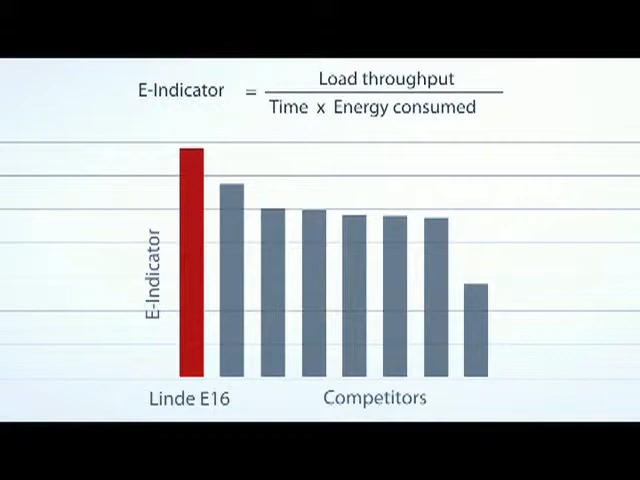 E-Indicator = Load throughput
Time x Energy consumed
E-Indicator
Linde E16
Competitors